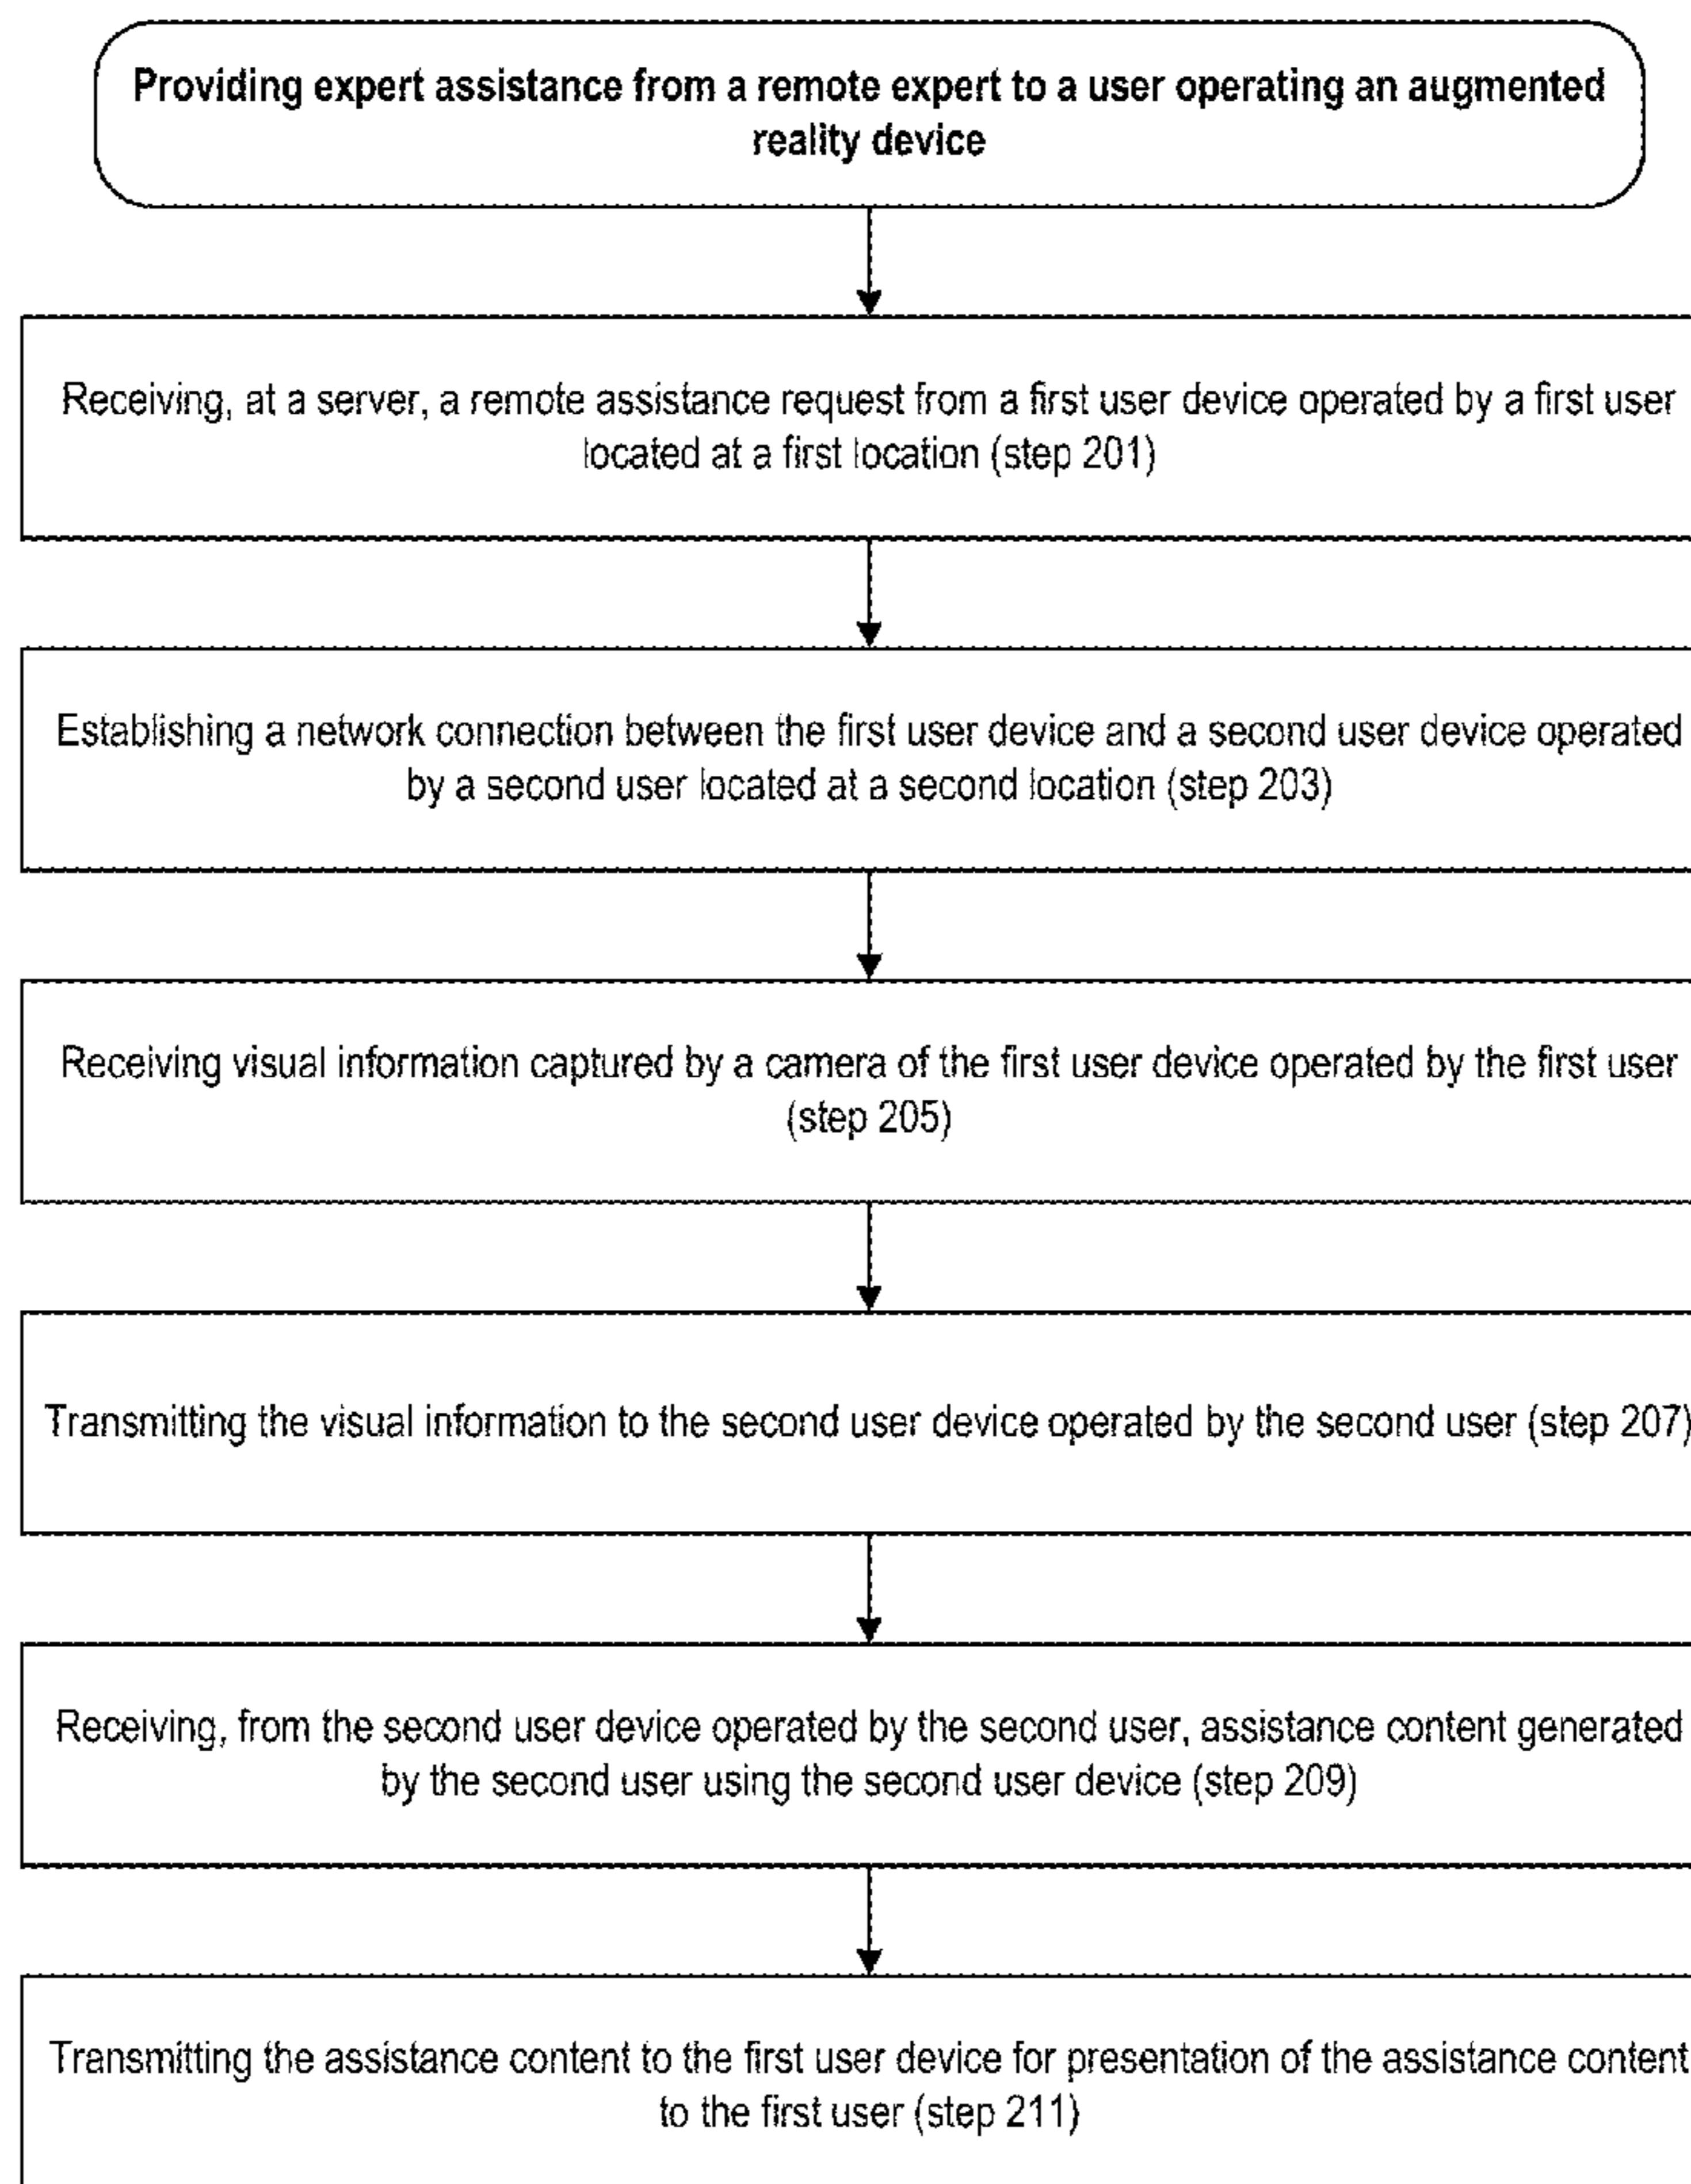 Providing expert assistance from a remote expert to a user operating an augmented
reality device
Receiving, at a server, a remote assistance request from a first user device operated by a first user
located at a first location (step 201)
Establishing a network connection between the first user device and a second user device operated
by a second user located at a second location (step 203)
Receiving visual information captured by a camera of the first user device operated by the first user
(step 205)
Transmitting the visual information to the second user device operated by the second user (step 207)
Receiving, from the second user device operated by the second user, assistance content generated
by the second user using the second user device (step 209)
Transmitting the assistance content to the first user device for presentation of the assistance content
to the first user (step 211)